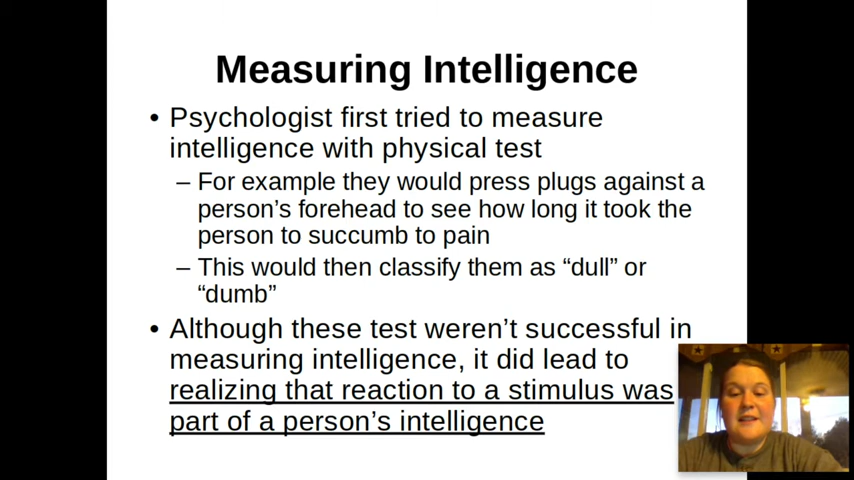 Measuring Intelligence
• Psychologist first tried to measure
intelligence with physical test
– For example they would press plugs against a
person’s forehead to see how long it took the
person to succumb to pain
– This would then classify them as “dull” or
“dumb”
• Although these test weren’t successful in
measuring intelligence, it did lead to
realizing that reaction to a stimulus was
part of a person’s intelligence